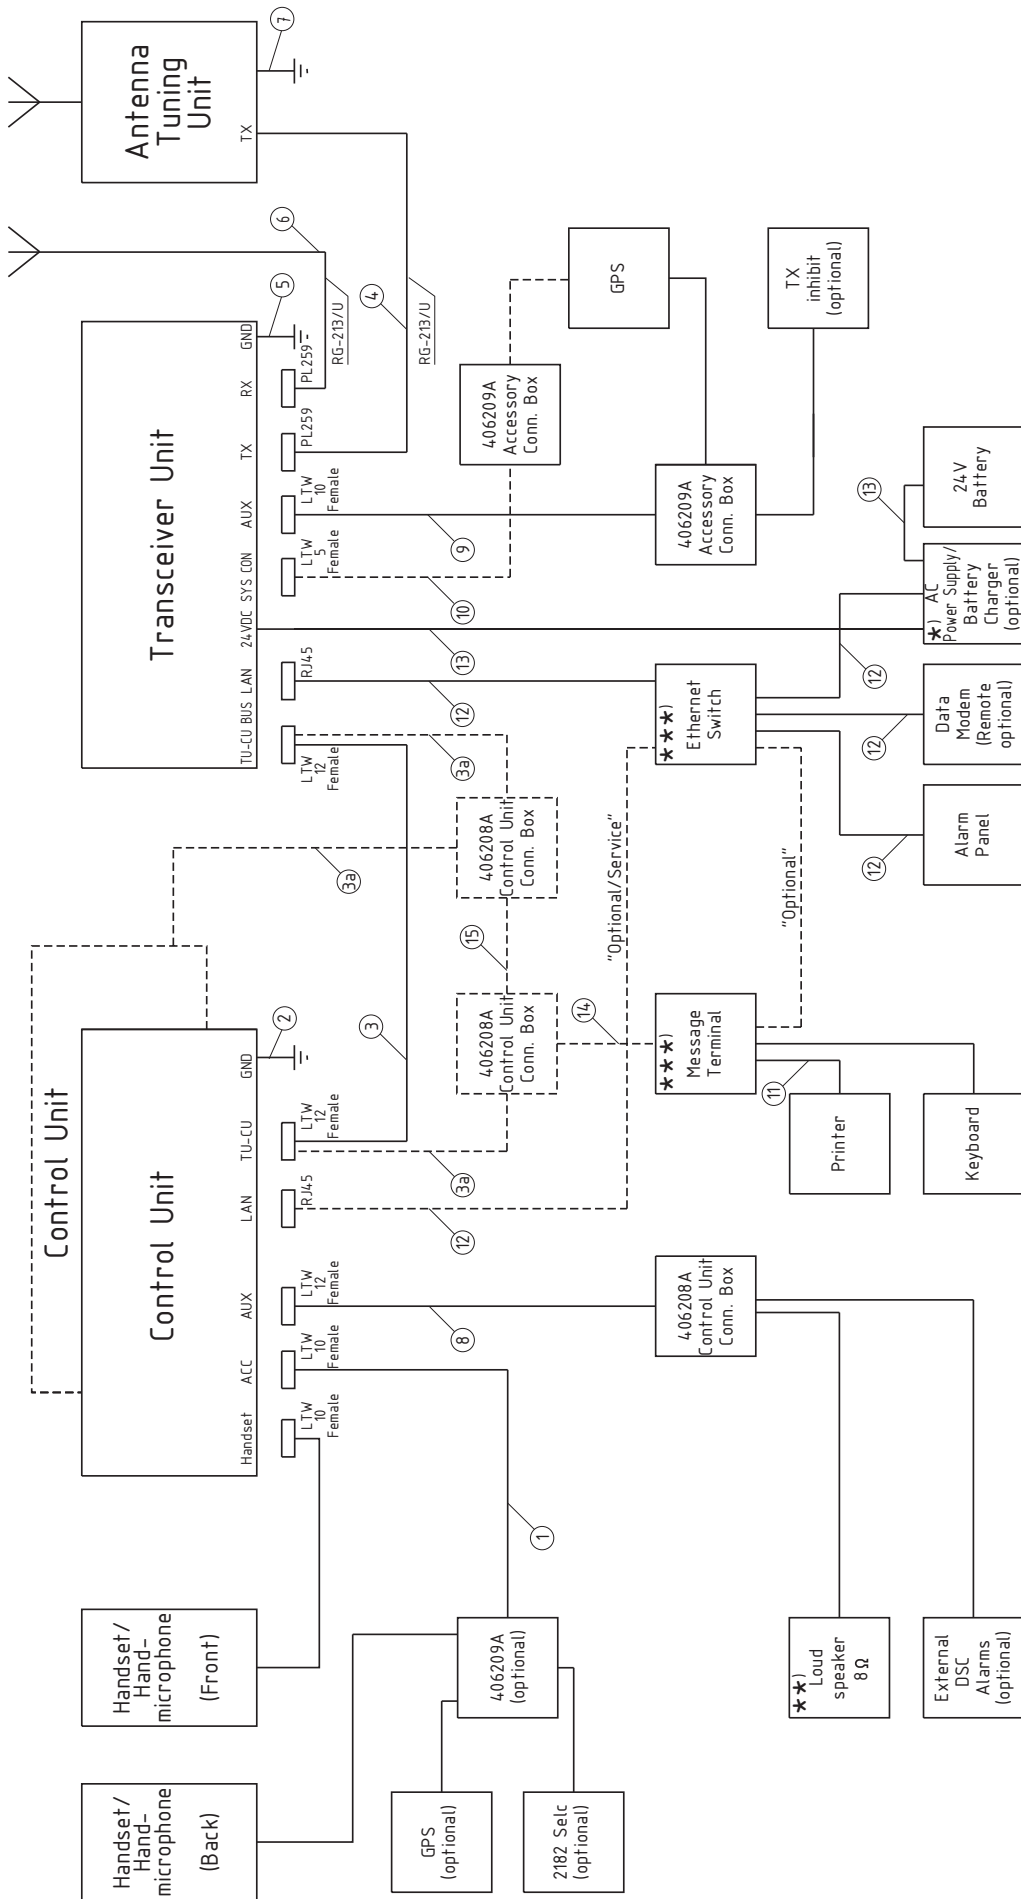 Handset/
Hand-
microphone
(Back)
Handset/
Hand-
microphone
(Front)
Control Unit
Control Unit
Handset
ACC
AUX
LAN
TU-CU
GND
Transceiver Unit
TU-CU BUS
LAN
24VDC
SYS CON
AUX
TX
RX
GND
Antenna
Tuning
Unit
TX
7
LTW
10
Female
LTW
10
Female
LTW
12
Female
RJ45
LTW
12
Female
2
LTW
12
Female
RJ45
LTW
5
Female
LTW
10
Female
PL259
PL259
5
6
RG-213/U
RG-213/U
4
3
3a
3a
3a
12
8
1
12
13
10
9
GPS
(optional)
2182 Selc
(optional)
406209A
(optional)
406208A
Control Unit
Conn. Box
15
406208A
Control Unit
Conn. Box
406209A
Accessory
Conn. Box
GPS
14
"Optional/Service"
406208A
Control Unit
Conn. Box
***)
Message
Terminal
***)
Ethernet
Switch
406209A
Accessory
Conn. Box
TX
inhibit
(optional)
11
"Optional"
**)
Loud
speaker
8Ω
Printer
12
12
12
13
External
DSC
Alarms
(optional)
Keyboard
Alarm
Panel
Data
Modem
(Remote
optional)
*) AC
Power Supply/
Battery
Charger
(optional)
24V
Battery